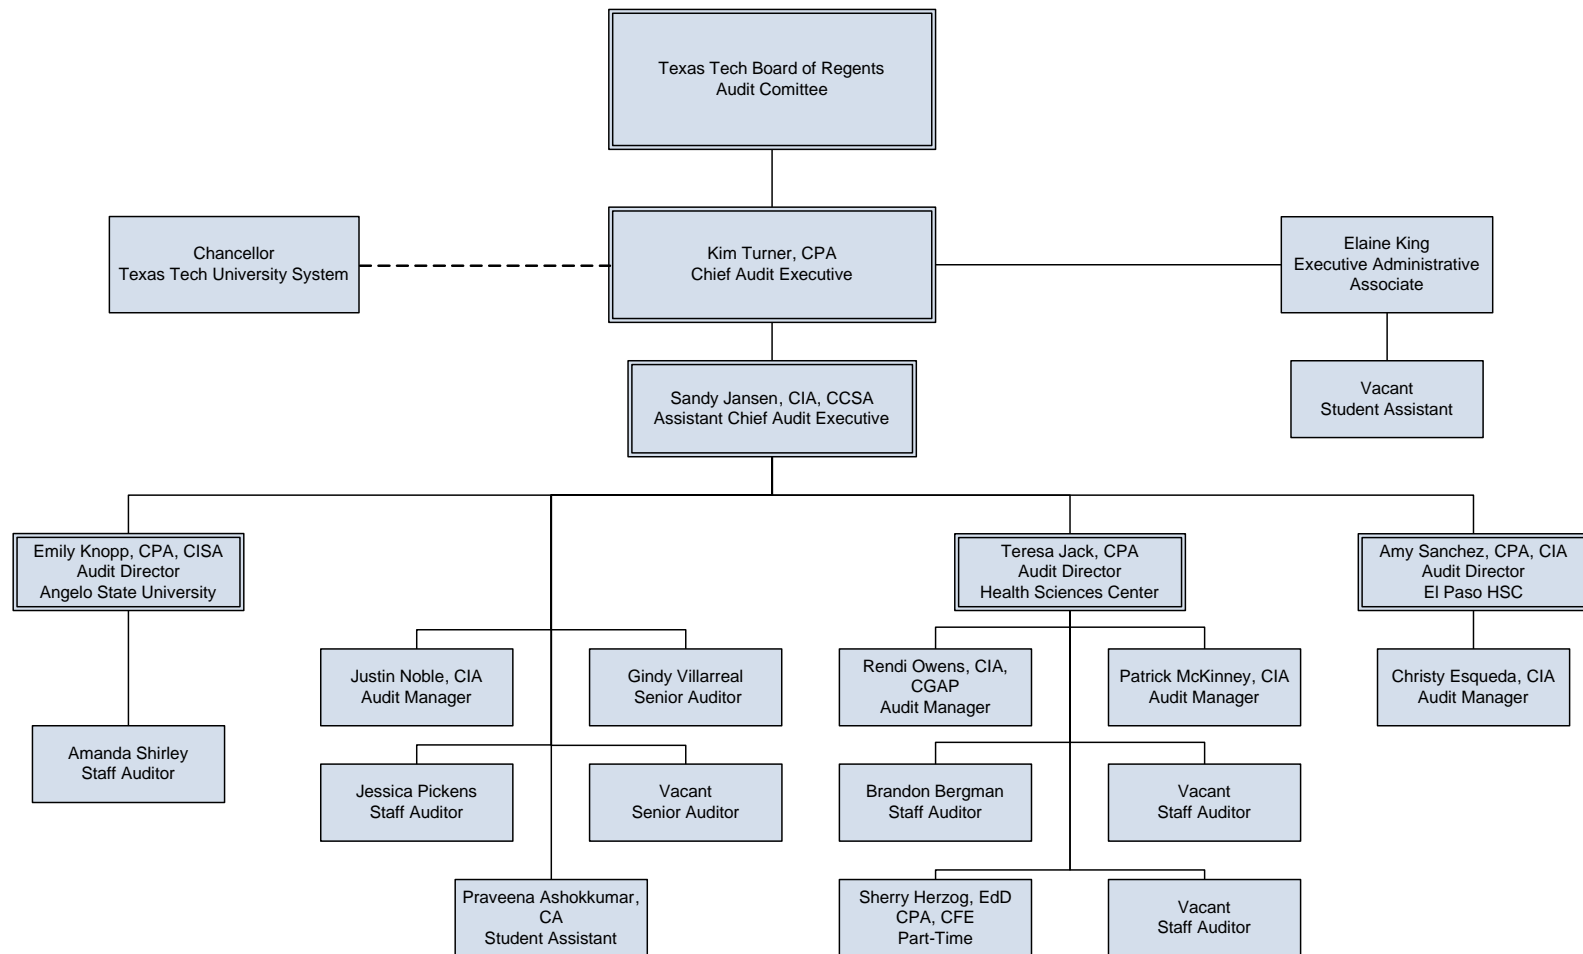 Texas Tech Board of Regents
Audit Comittee
Chancellor
Texas Tech University System
Kim Turner, CPA
Chief Audit Executive
Elaine King
Executive Administrative
Associate
Sandy Jansen, CIA, CCSA
Assistant Chief Audit Executive
Vacant
Student Assistant
Emily Knopp, CPA, CISA
Audit Director
Angelo State University
Teresa Jack, CPA
Audit Director
Health Sciences Center
Amy Sanchez, CPA, CIA
Audit Director
El Paso HSC
Justin Noble, CIA
Audit Manager
Gindy Villarreal
Senior Auditor
Rendi Owens, CIA,
CGAP
Audit Manager
Patrick McKinney, CIA
Audit Manager
Christy Esqueda, CIA
Audit Manager
Amanda Shirley
Staff Auditor
Jessica Pickens
Staff Auditor
Vacant
Senior Auditor
Brandon Bergman
Staff Auditor
Vacant
Staff Auditor
Praveena Ashokkumar,
CA
Student Assistant
Sherry Herzog, EdD
CPA, CFE
Part-Time
Vacant
Staff Auditor